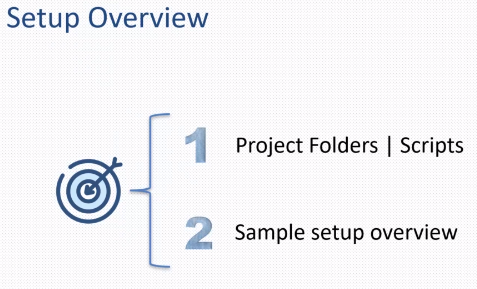 Setup Overview
1 Project Folders | Scripts
2 Sample setup overview